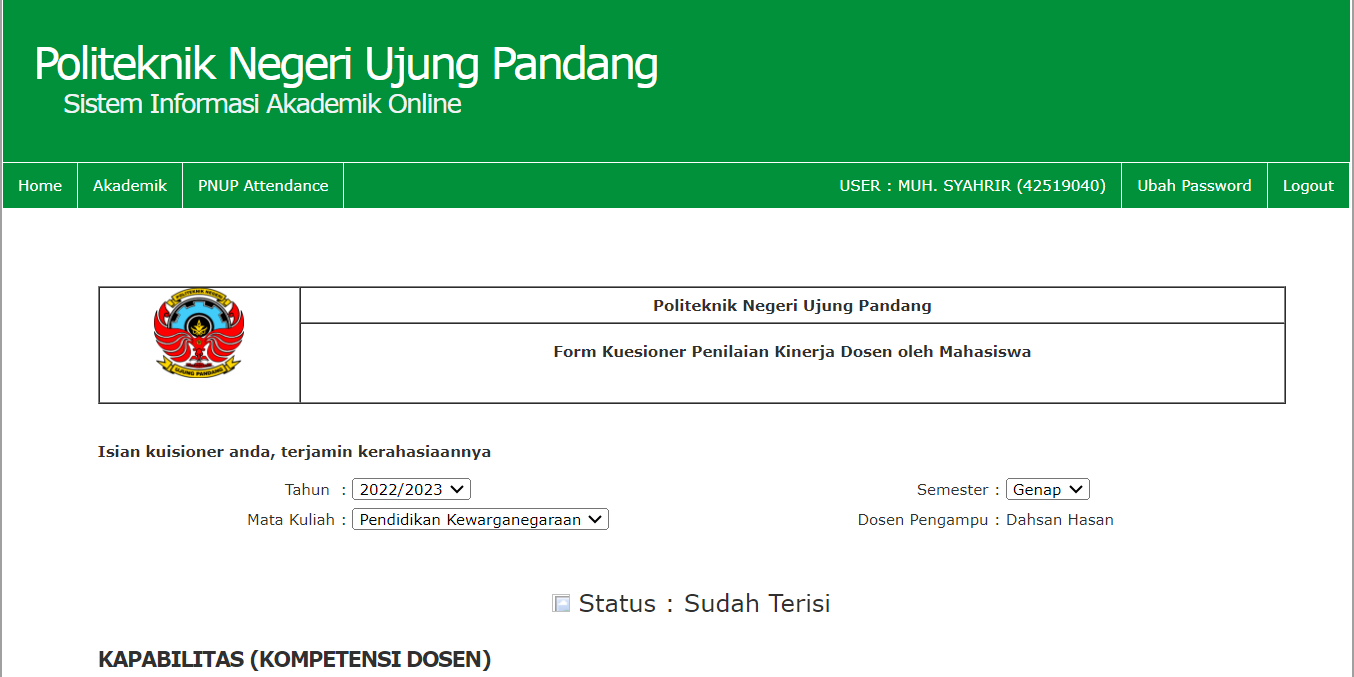 Politeknik Negeri Ujung Pandang
Sistem Informasi Akademik Online
Home Akademik PNUP Attendance USER : MUH. SYAHRIR (42519040) Ubah Password Logout
POLITEKNIK NEGERI
UJUNG PANDANG
Politeknik Negeri Ujung Pandang
Form Kuesioner Penilaian Kinerja Dosen oleh Mahasiswa
Isian kuisioner anda, terjamin kerahasiaannya
Tahun : 2022/2023 Semester : Genap
Mata Kuliah : Pendidikan Kewarganegaraan Dosen Pengampu : Dahsan Hasan
Status : Sudah Terisi
KAPABILITAS (KOMPETENSI DOSEN)